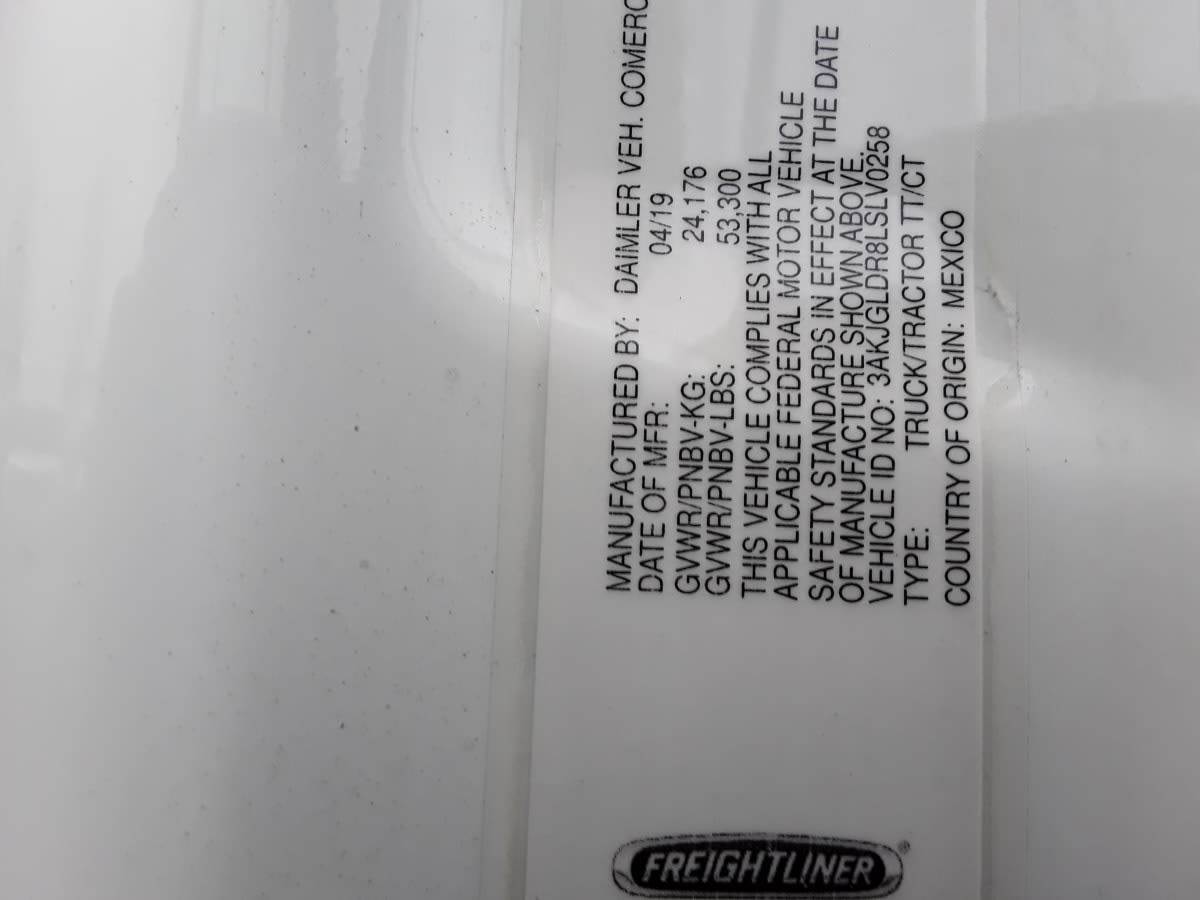 FREIGHTLINER®
MANUFACTURED BY: DAIMLER VEH. COMERC
DATE OF MFR: 04/19
GVWR/PNBV-KG: 24,176
GVWR/PNBV-LBS: 53,300
THIS VEHICLE COMPLIES WITH ALL
APPLICABLE FEDERAL MOTOR VEHICLE
SAFETY STANDARDS IN EFFECT AT THE DATE
OF MANUFACTURE SHOWN ABOVE.
VEHICLE ID NO: 3AKJGLDR8LSLV0258
TYPE: TRUCK/TRACTOR TT/CT
COUNTRY OF ORIGIN: MEXICO